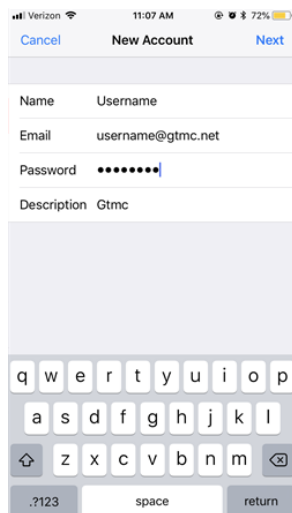 Verizon 11:07 AM 72%
Cancel New Account Next
Name Username
Email username@gtmc.net
Password ••••••••
Description Gtmc
q w e r t y u i o p
a s d f g h j k l
z x c v b n m
.?123 space return